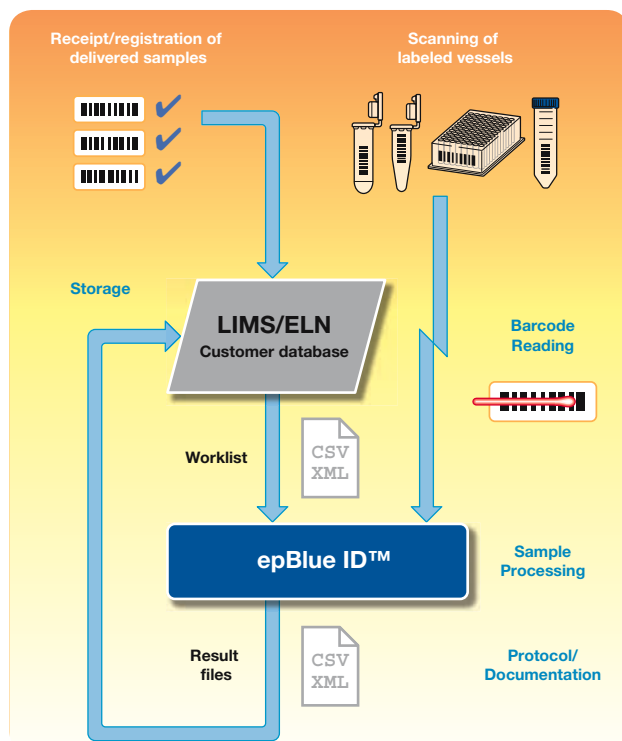 Receipt/registration of
delivered samples
Scanning of
labeled vessels
Storage
LIMS/ELN
Customer database
Barcode
Reading
Worklist
CSV
XML
epBlue ID™
Sample
Processing
Result
files
CSV
XML
Protocol/
Documentation